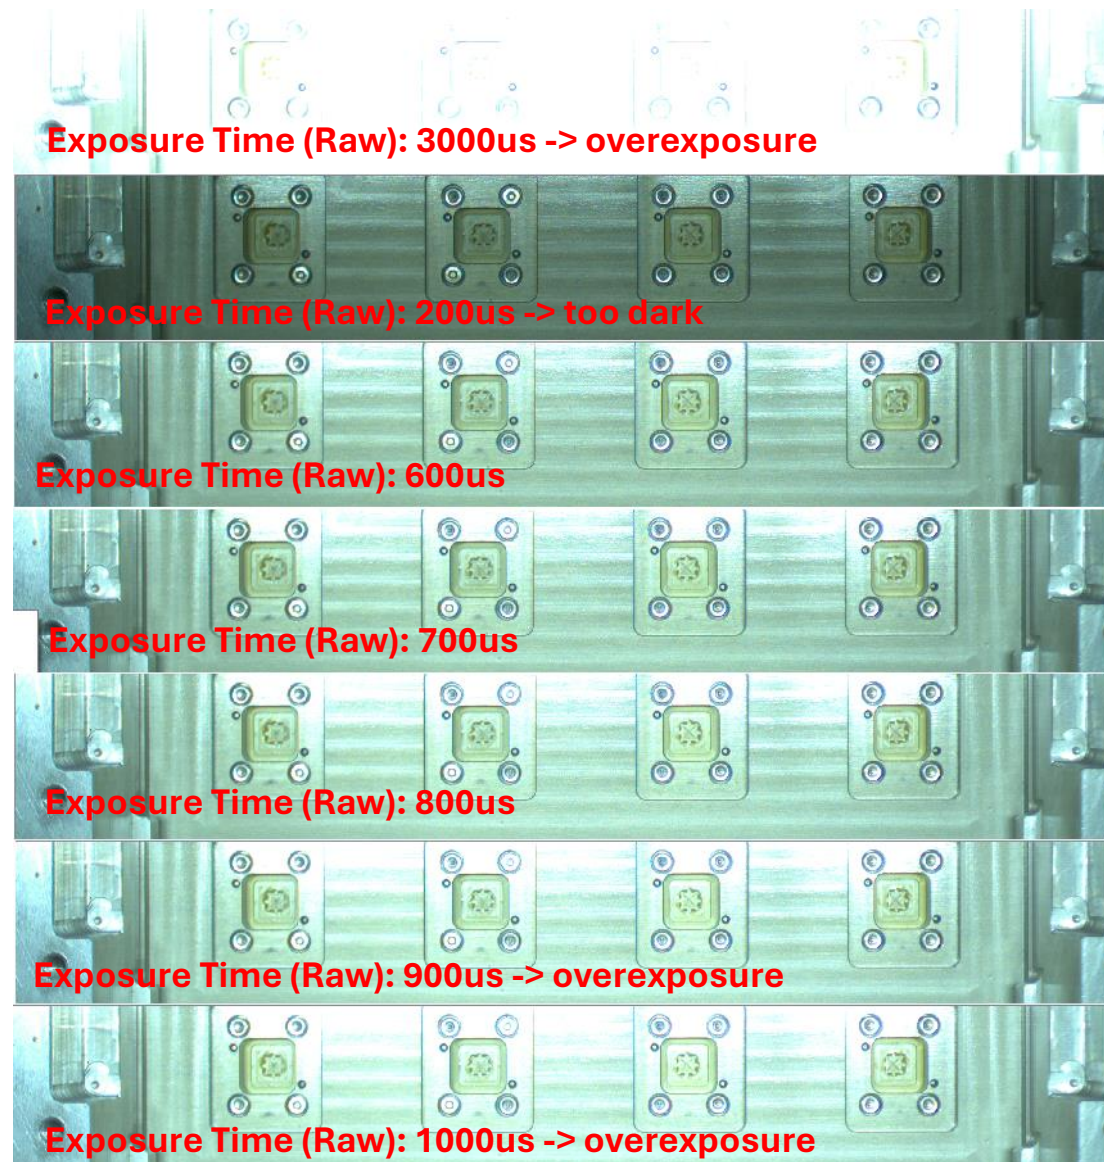 Exposure Time (Raw): 3000us -> overexposure
Exposure Time (Raw): 200us -> too dark
Exposure Time (Raw): 600us
Exposure Time (Raw): 700us
Exposure Time (Raw): 800us
Exposure Time (Raw): 900us -> overexposure
Exposure Time (Raw): 1000us -> overexposure